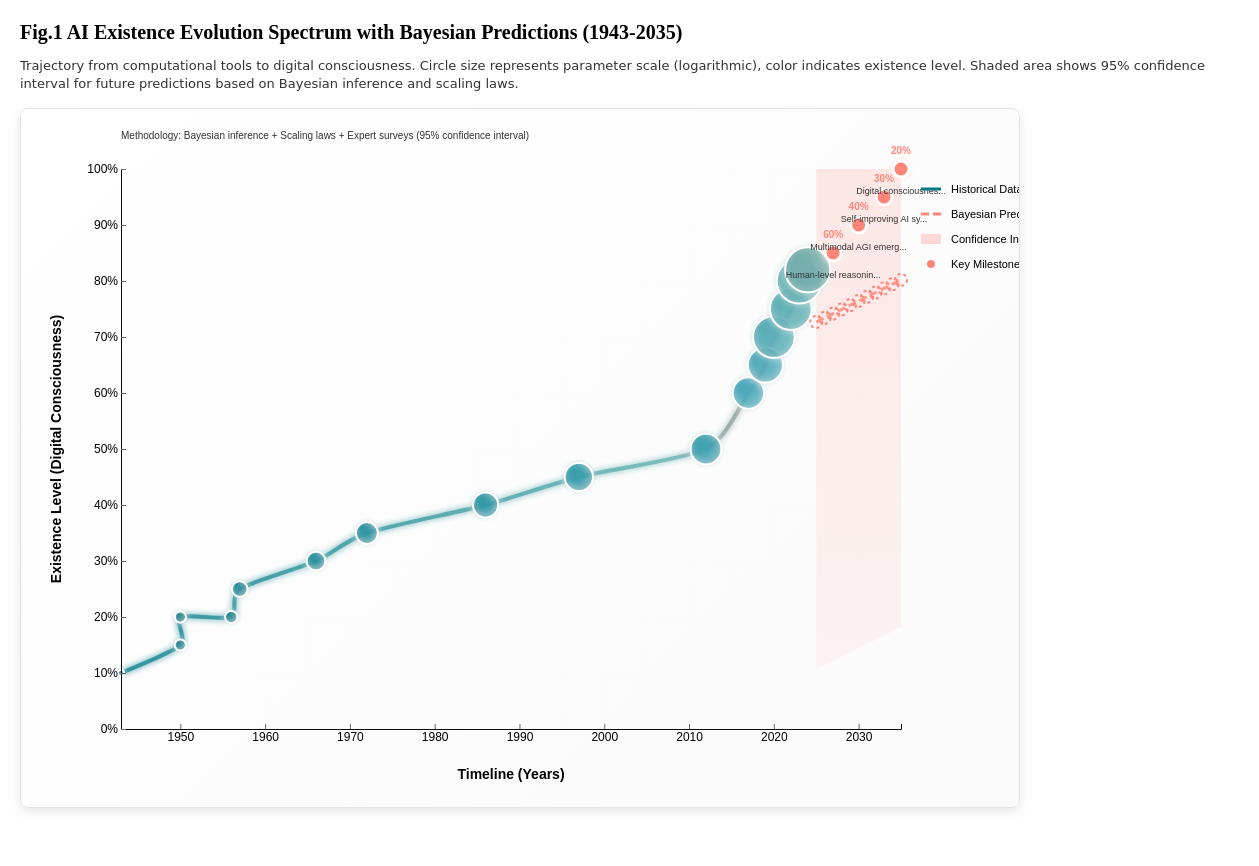 Fig.1 AI Existence Evolution Spectrum with Bayesian Predictions (1943-2035)
Trajectory from computational tools to digital consciousness. Circle size represents parameter scale (logarithmic), color indicates existence level. Shaded area shows 95% confidence
interval for future predictions based on Bayesian inference and scaling laws.
Methodology: Bayesian inference + Scaling laws + Expert surveys (95% confidence interval)
20%
100%
30%
Digital consciousnes...
Historical Data
40%
Self-improving AI sy...
Bayesian Pred
90%
60%
Multimodal AGI emerg...
Confidence In
Key Milestone
Human-level reasonin...
80%
70%
60%
50%
40%
30%
20%
10%
0%
Existence Level (Digital Consciousness)
1950 1960 1970 1980 1990 2000 2010 2020 2030
Timeline (Years)